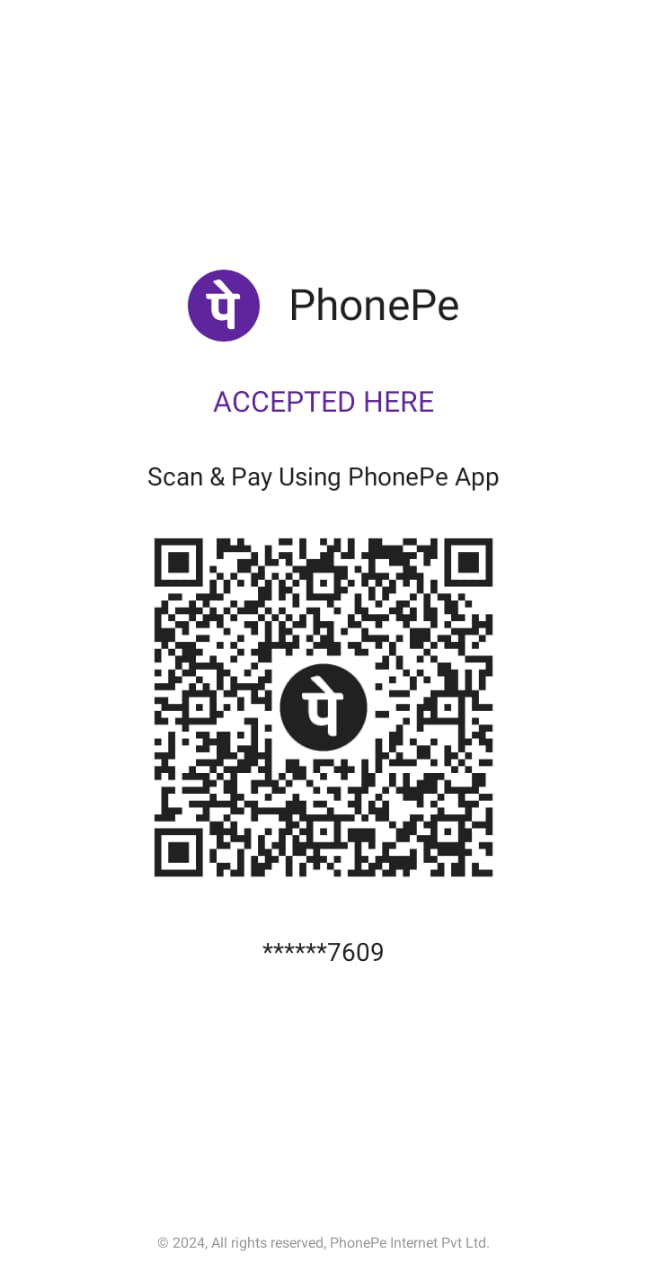 पे PhonePe
ACCEPTED HERE
Scan & Pay Using PhonePe App
पे
******7609
© 2024, All rights reserved, PhonePe Internet Pvt Ltd.